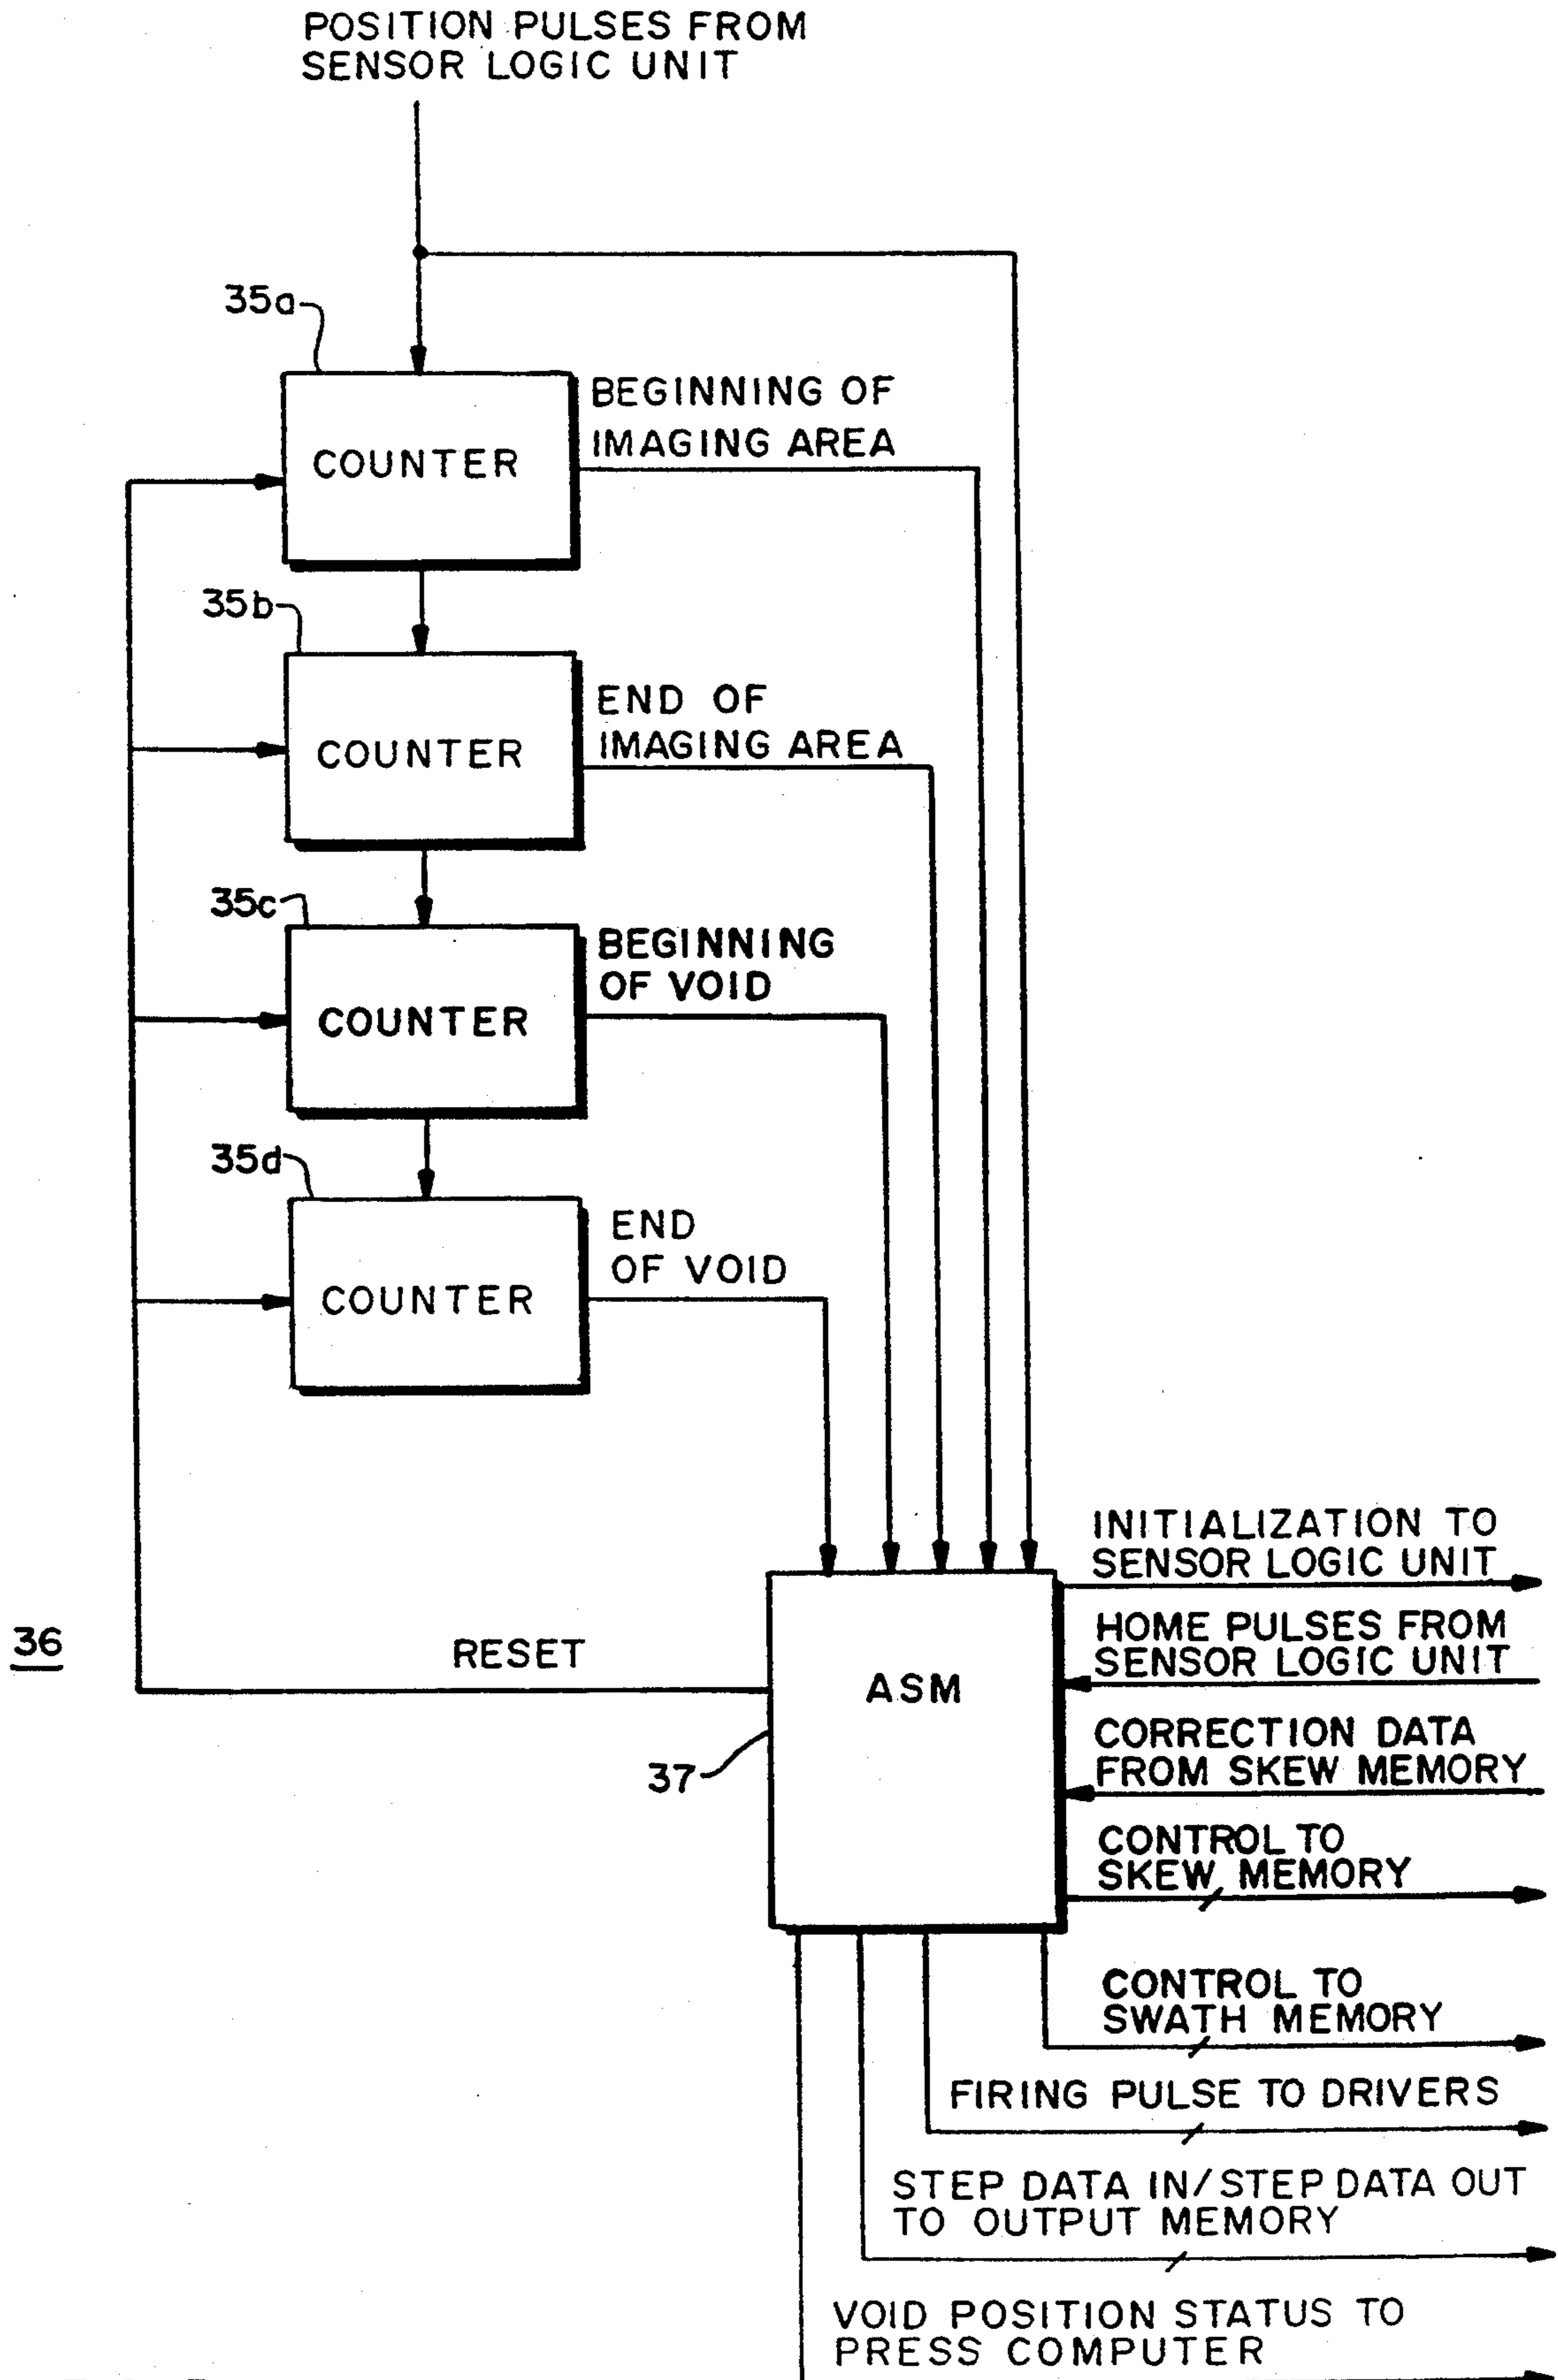 POSITION PULSES FROM
SENSOR LOGIC UNIT
35a
COUNTER
BEGINNING OF
IMAGING AREA
35b
COUNTER
END OF
IMAGING AREA
35c
COUNTER
BEGINNING
OF VOID
35d
COUNTER
END
OF VOID
36
RESET
ASM
37
INITIALIZATION TO
SENSOR LOGIC UNIT
HOME PULSES FROM
SENSOR LOGIC UNIT
CORRECTION DATA
FROM SKEW MEMORY
CONTROL TO
SKEW MEMORY
CONTROL TO
SWATH MEMORY
FIRING PULSE TO DRIVERS
STEP DATA IN/STEP DATA OUT
TO OUTPUT MEMORY
VOID POSITION STATUS TO
PRESS COMPUTER